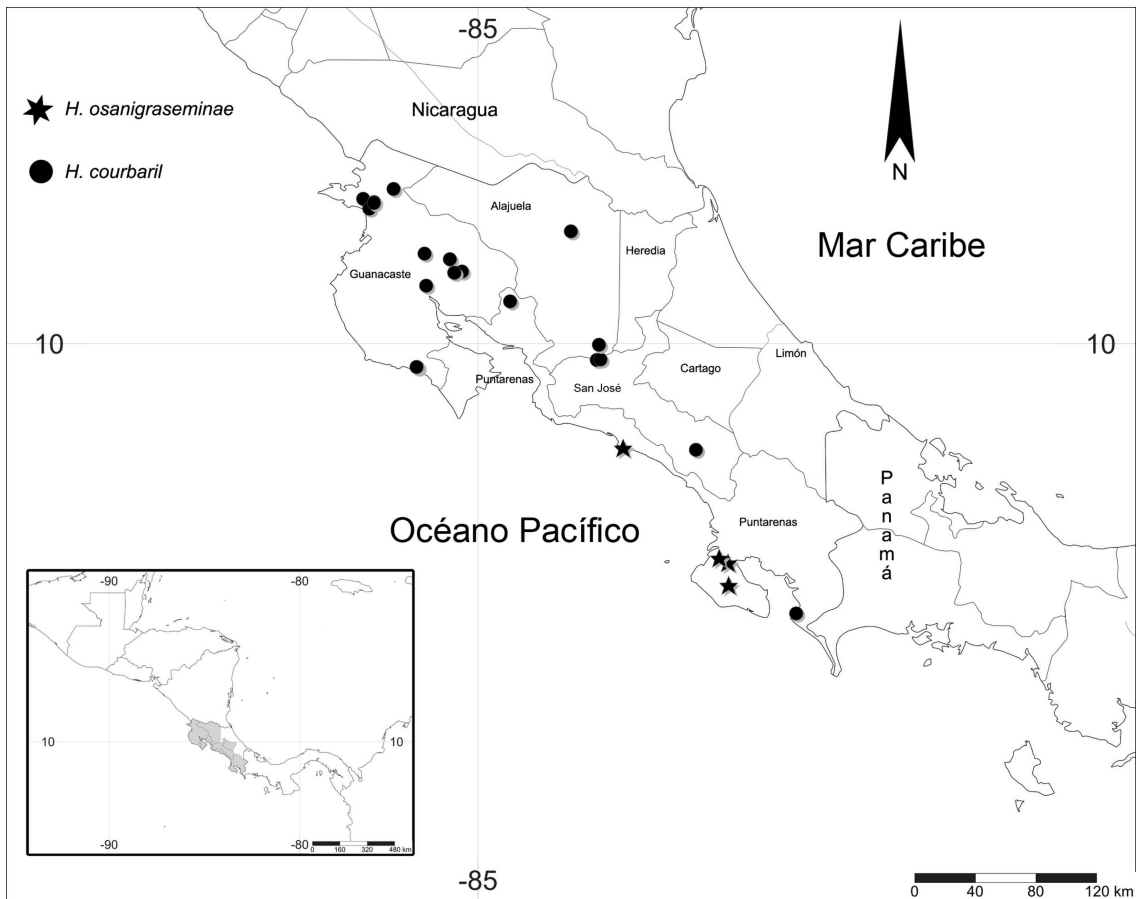 -85
Nicaragua
H. osanigraseminae
H. courbaril
N
Alajuela
Heredia
Mar Caribe
Guanacaste
10
10
Limón
Cartago
Puntarenas
San José
Panamá
Océano Pacífico
Puntarenas
-90
-80
10
10
-90
-80
0 160 320 480 km
-85
0 40 80 120 km